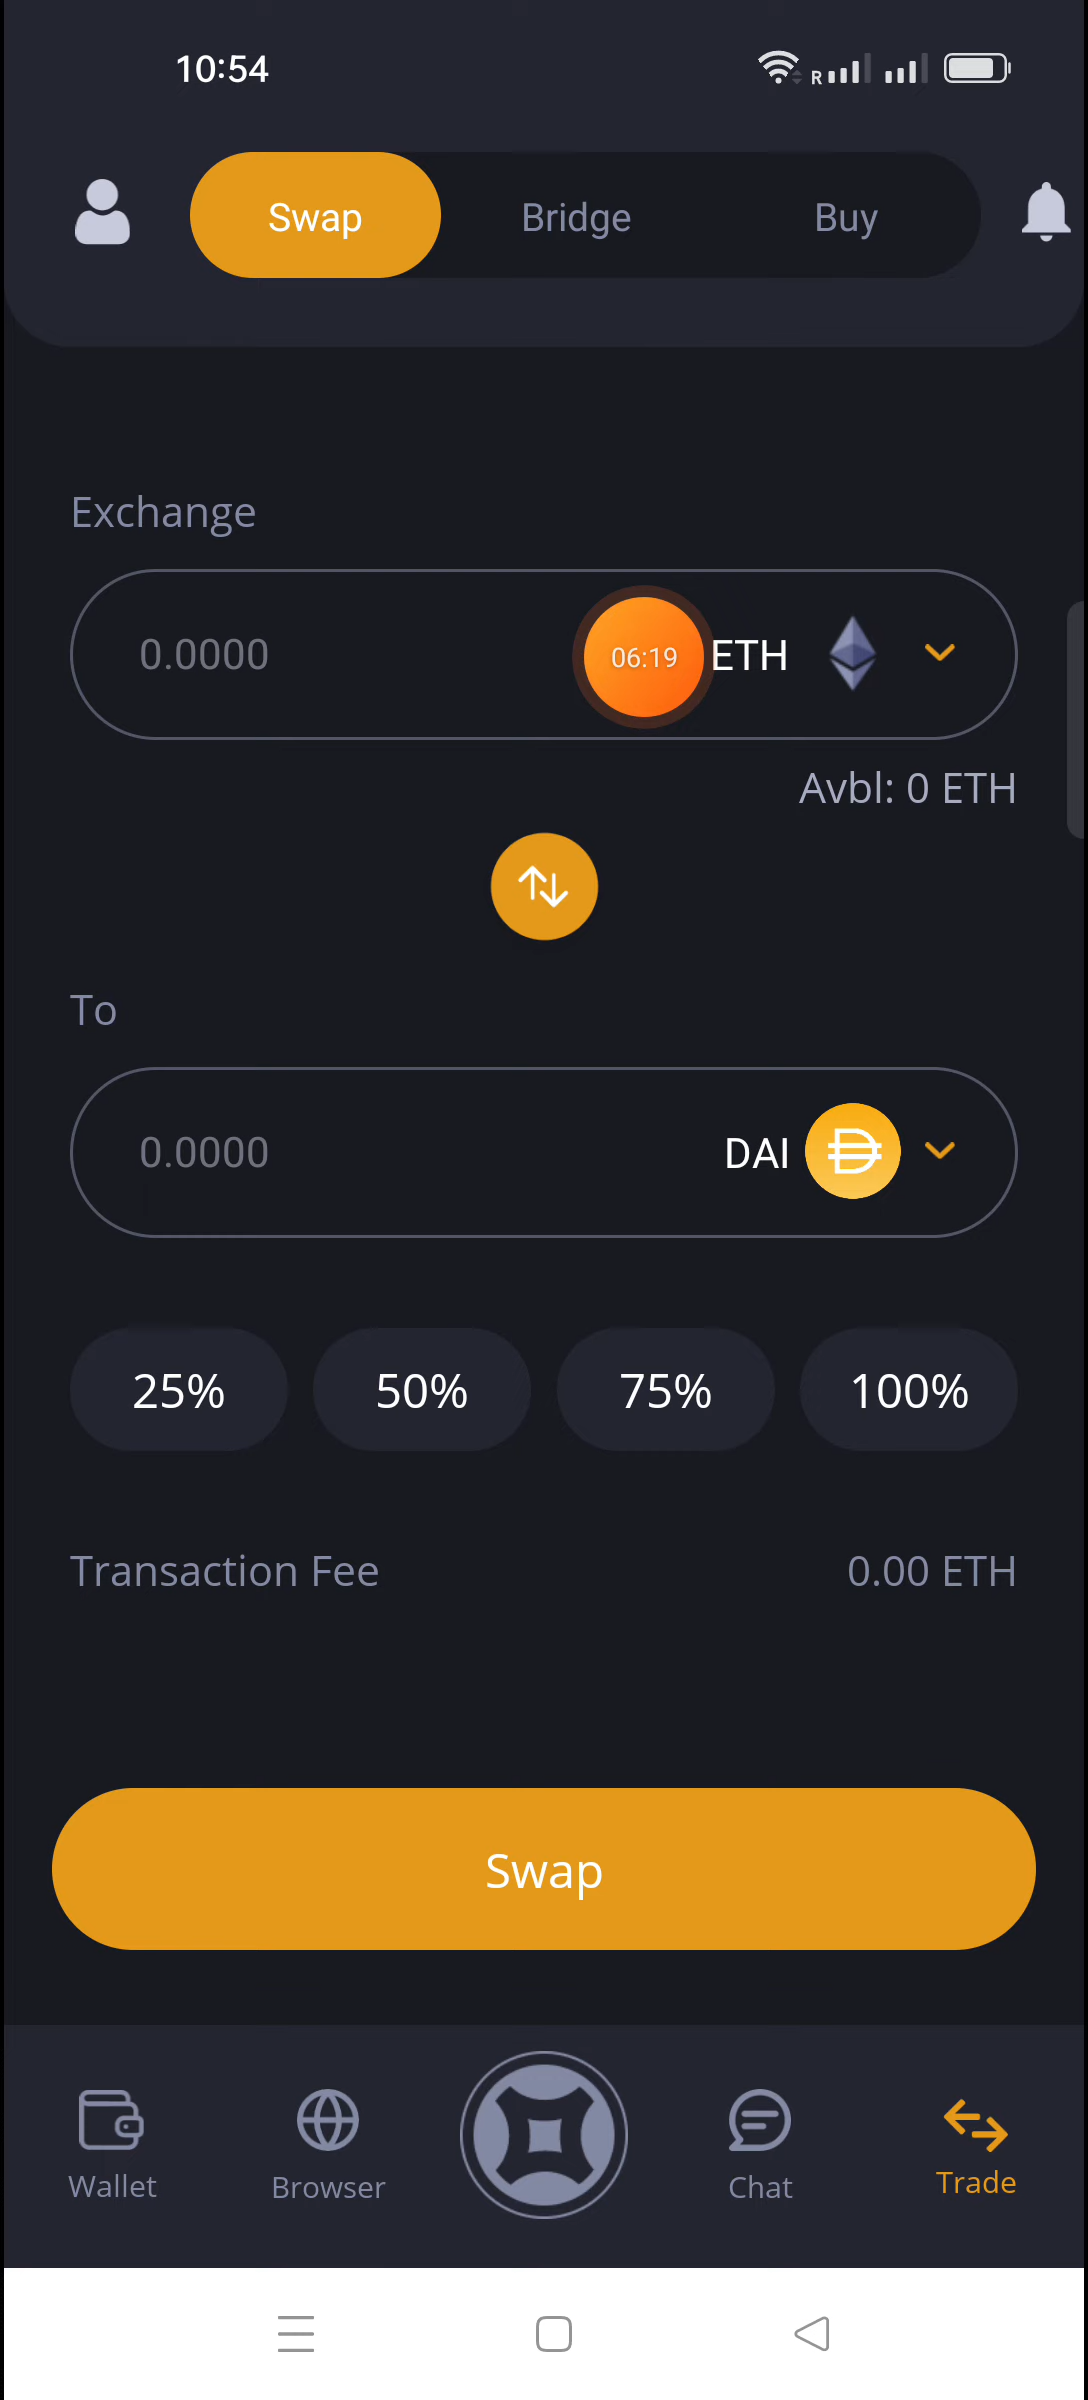 10:54
R
Swap Bridge Buy
Exchange
0.0000 06:19 ETH
Avbl: 0 ETH
To
0.0000 DAI
25% 50% 75% 100%
Transaction Fee 0.00 ETH
Swap
Wallet Browser Chat Trade